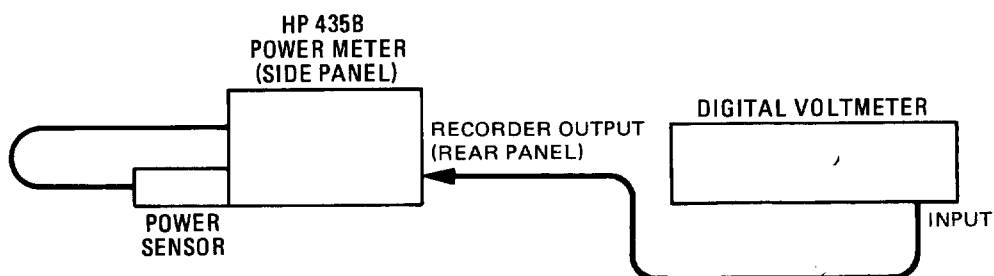 HP 435B
POWER METER
(SIDE PANEL)
DIGITAL VOLTMETER
RECORDER OUTPUT
(REAR PANEL)
POWER
SENSOR
INPUT